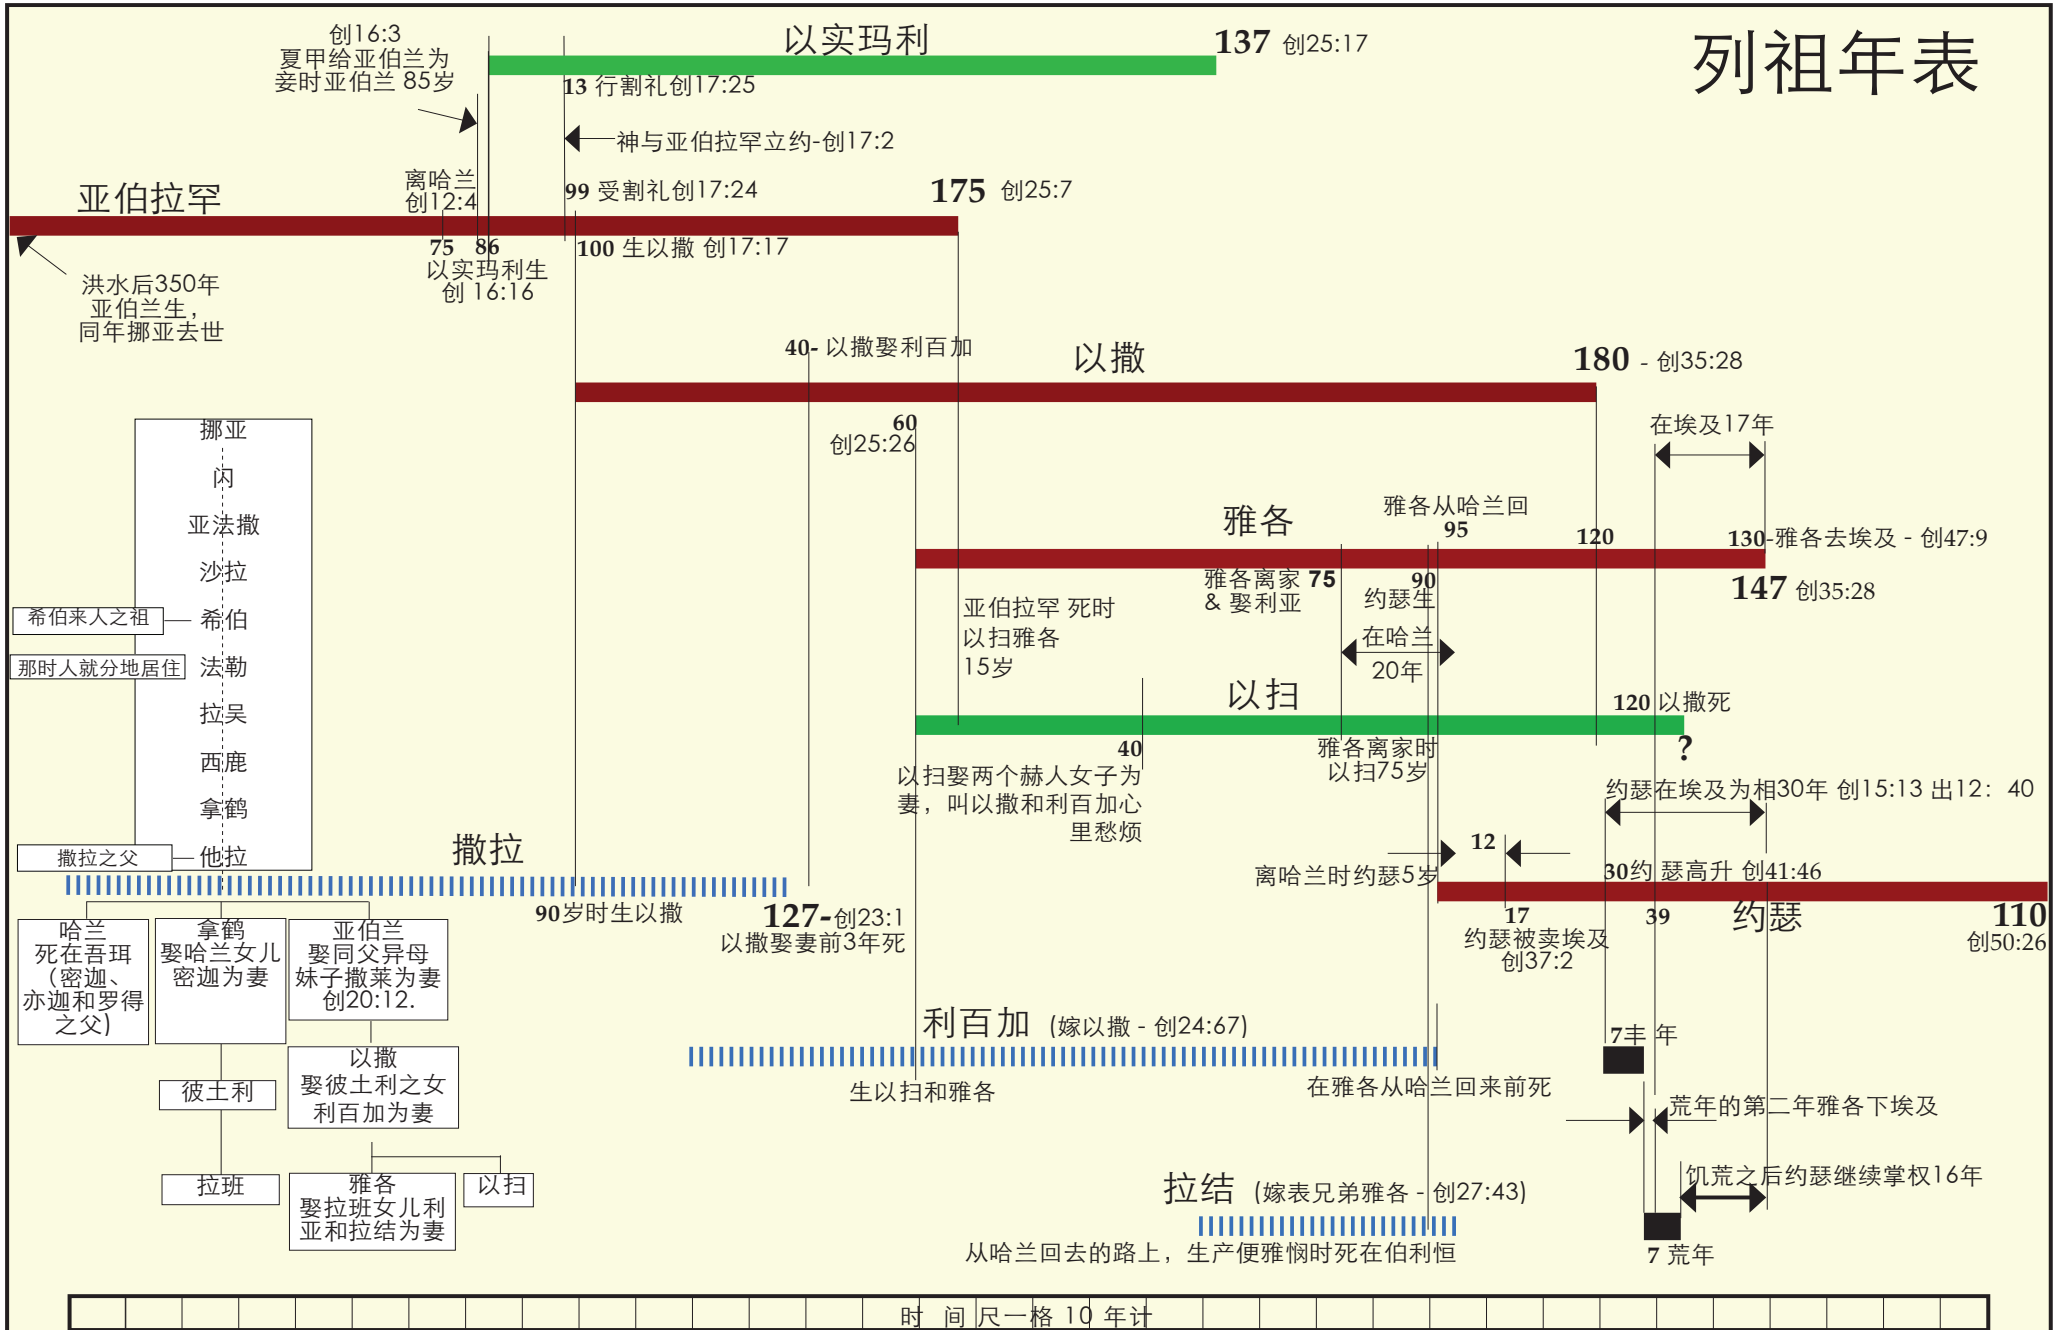 列祖年表
创16:3
夏甲给亚伯兰为
妾时亚伯兰 85岁
以实玛利
137 创25:17
13 行割礼创17:25
神与亚伯拉罕立约-创17:2
亚伯拉罕
离哈兰
创12:4
99 受割礼创17:24
175 创25:7
75 86
以实玛利生
创 16:16
100 生以撒 创17:17
洪水后350年
亚伯兰生,
同年挪亚去世
40- 以撒娶利百加
以撒
180 - 创35:28
60
创25:26
在埃及17年
挪亚
闪
亚法撒
沙拉
希伯来人之祖
希伯
那时人就分地居住
法勒
拉吴
西鹿
拿鹤
撒拉之父
他拉
雅各
雅各从哈兰回
95
120
130-雅各去埃及 - 创47:9
雅各离家 75
& 娶利亚
90
约瑟生
147 创35:28
亚伯拉罕 死时
以扫雅各
15岁
在哈兰
20年
以扫
120 以撒死
?
40
以扫娶两个赫人女子为
妻，叫以撒和利百加心
里愁烦
雅各离家时
以扫75岁
约瑟在埃及为相30年 创15:13 出12：40
撒拉
12
离哈兰时约瑟5岁
30约 瑟高升 创41:46
90岁时生以撒
127-创23:1
以撒娶妻前3年死
17
约瑟被卖埃及
创37:2
39
约瑟
110
创50:26
哈兰
死在吾珥
（密迦、
亦迦和罗得
之父)
拿鹤
娶哈兰女儿
密迦为妻
亚伯兰
娶同父异母
妹子撒莱为妻
创20:12.
利百加 (嫁以撒 - 创24:67)
生以扫和雅各
在雅各从哈兰回来前死
7丰 年
彼土利
以撒
娶彼土利之女
利百加为妻
荒年的第二年雅各下埃及
拉班
雅各
娶拉班女儿利
亚和拉结为妻
以扫
拉结 (嫁表兄弟雅各 - 创27:43)
从哈兰回去的路上，生产便雅悯时死在伯利恒
饥荒之后约瑟继续掌权16年
7 荒年
时 间 尺一格 10 年计